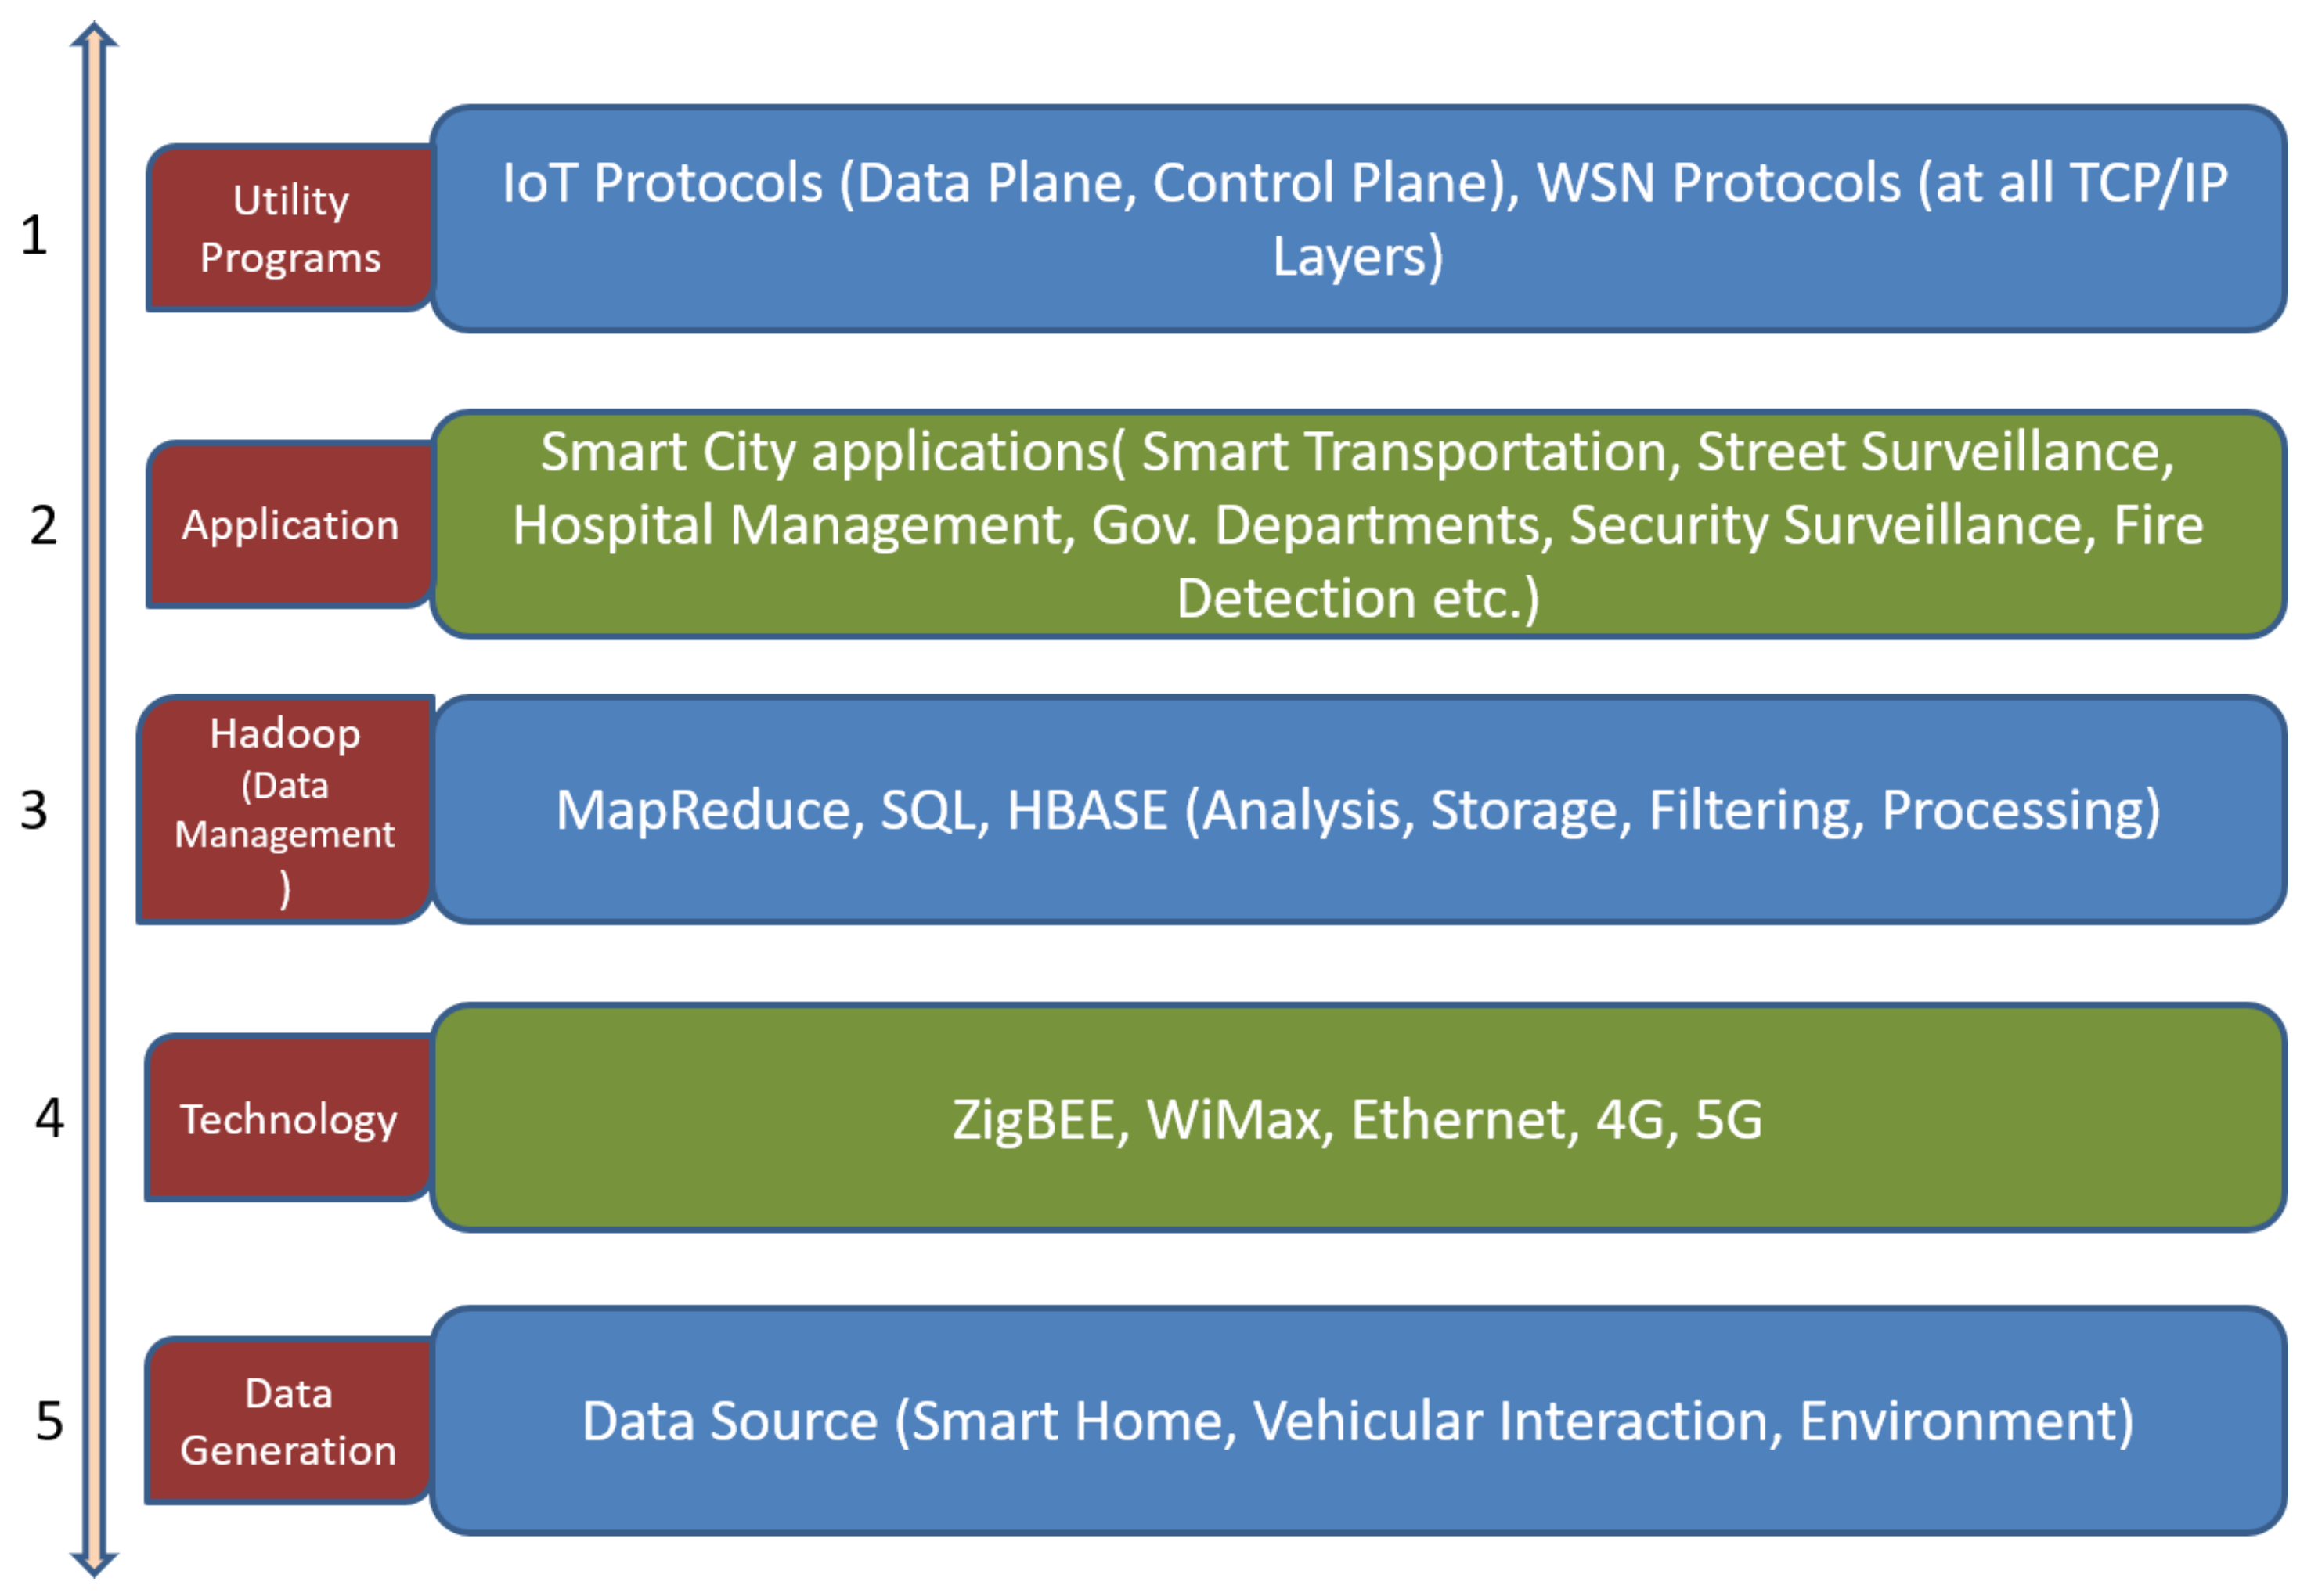 1
Utility
Programs
IoT Protocols (Data Plane, Control Plane), WSN Protocols (at all TCP/IP
Layers)
2
Application
Smart City applications( Smart Transportation, Street Surveillance,
Hospital Management, Gov. Departments, Security Surveillance, Fire
Detection etc.)
3
Hadoop
(Data
Management
)
MapReduce, SQL, HBASE (Analysis, Storage, Filtering, Processing)
4
Technology
ZigBEE, WiMax, Ethernet, 4G, 5G
5
Data
Generation
Data Source (Smart Home, Vehicular Interaction, Environment)